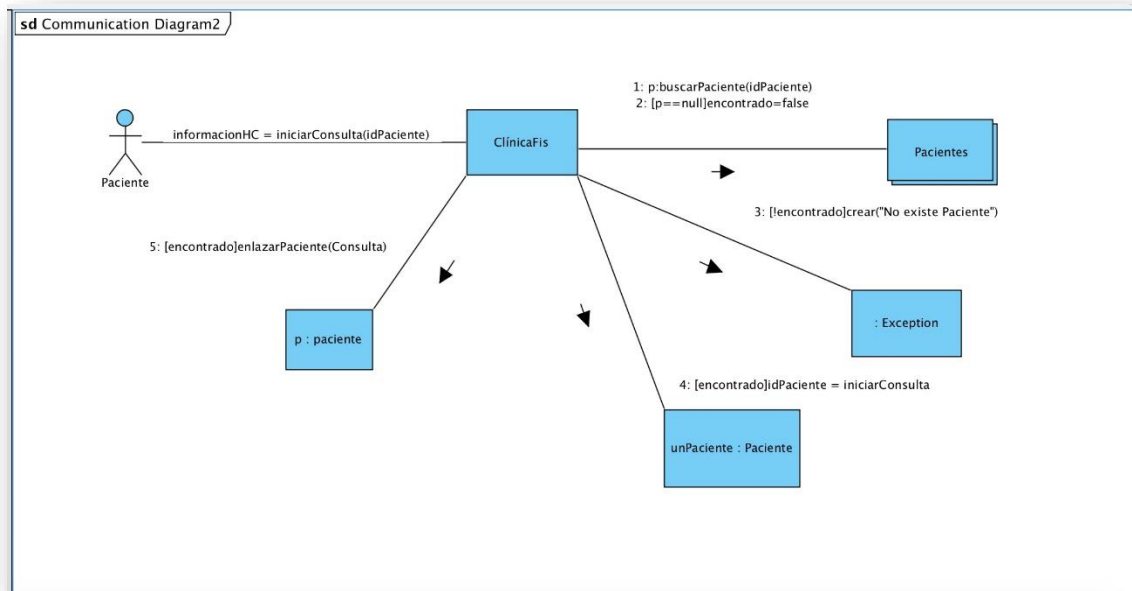 sd Communication Diagram2
1: p:buscarPaciente(idPaciente)
2: [p==null]encontrado=false
informacionHC = iniciarConsulta(idPaciente)
ClínicaFis
Pacientes
Paciente
3: [!encontrado]crear("No existe Paciente")
5: [encontrado]enlazarPaciente(Consulta)
: Exception
p : paciente
4: [encontrado]idPaciente = iniciarConsulta
unPaciente : Paciente